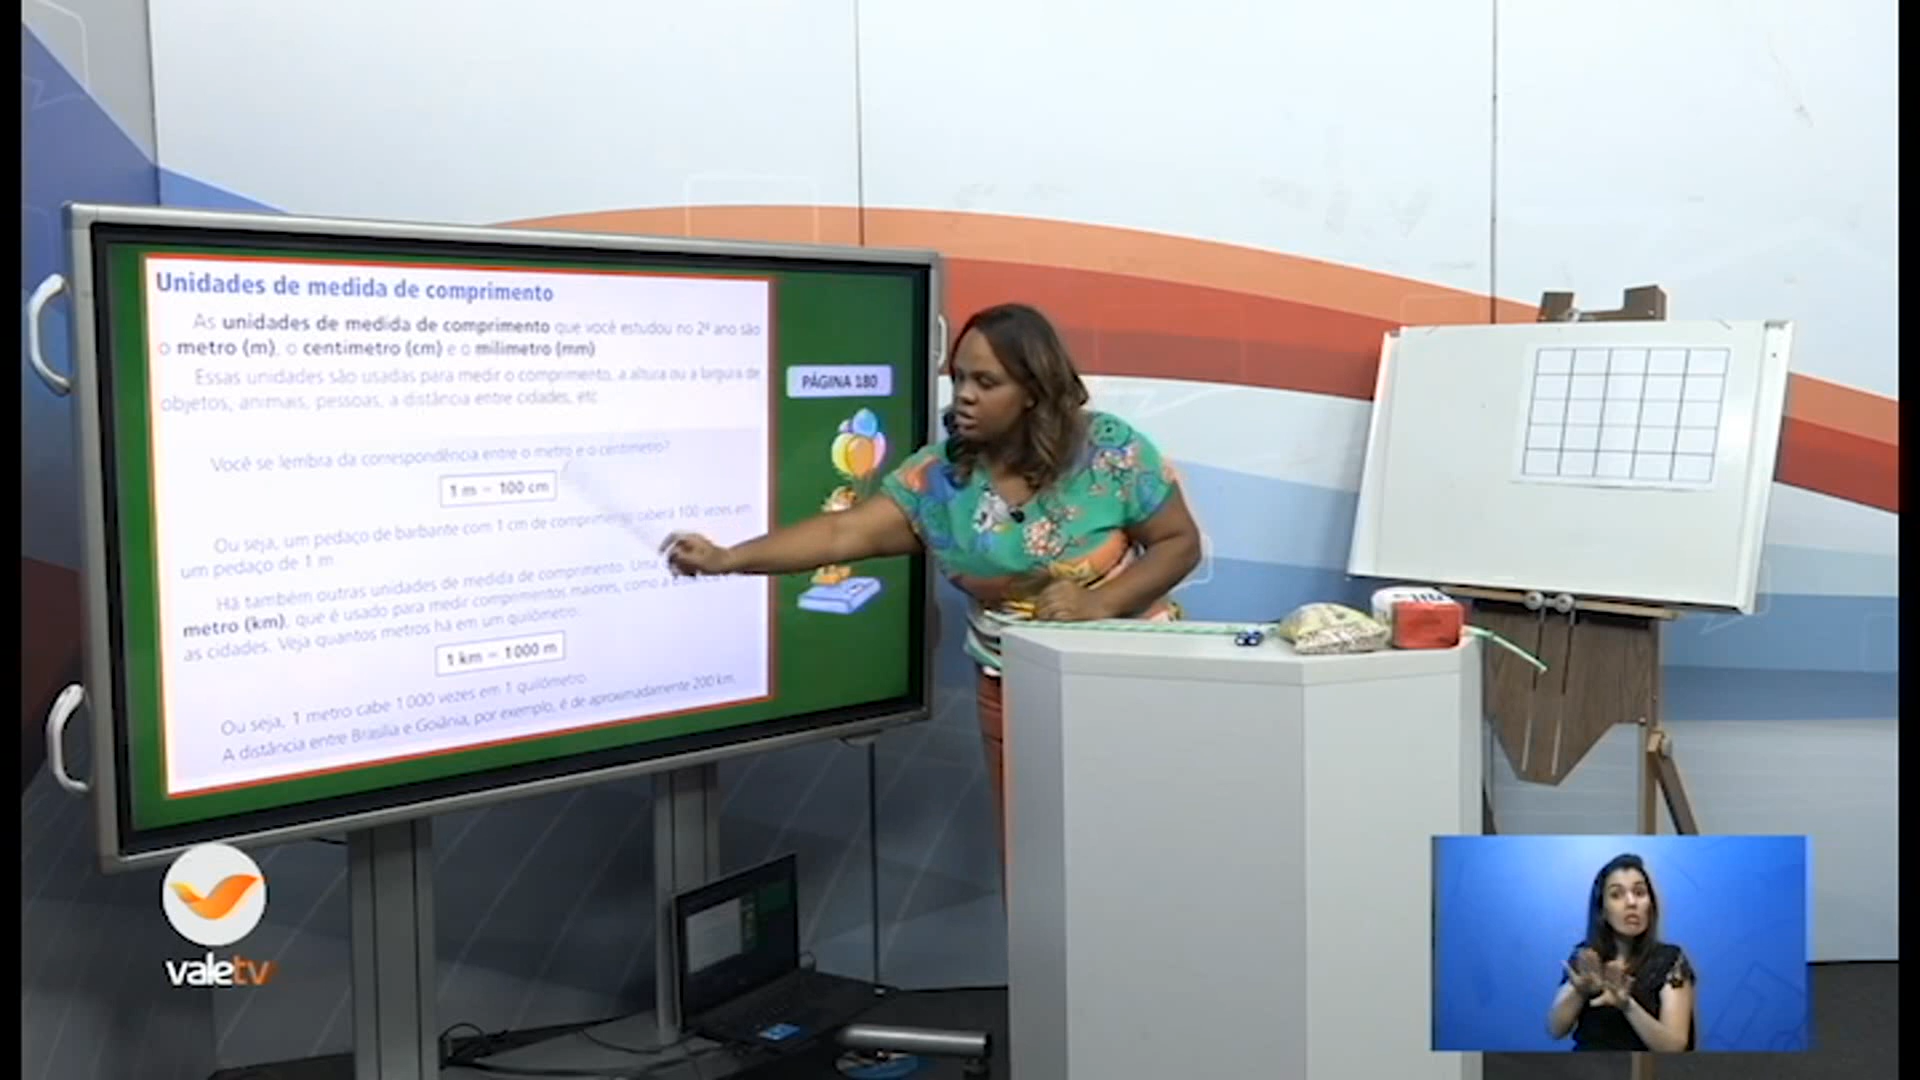 Unidades de medida de comprimento
As unidades de medida de comprimento que você estudou no 2º ano são
o metro (m), o centímetro (cm) e o milímetro (mm)
Essas unidades são usadas para medir o comprimento, a altura ou a largura de
objetos, animais, pessoas, a distância entre cidades, etc.
PÁGINA 180
Você se lembra da correspondência entre o metro e o centímetro?
1 m = 100 cm
Ou seja, um pedaço de barbante com 1 cm de comprimento caberá 100 vezes em
um pedaço de 1 m
Há também outras unidades de medida de comprimento. Uma
metro (km), que é usado para medir comprimentos maiores, como a
as cidades. Veja quantos metros há em um quilômetro.
1 km = 1 000 m
Ou seja, 1 metro cabe 1 000 vezes em 1 quilômetro.
A distância entre Brasília e Goiânia, por exemplo, é de aproximadamente 200 km.
valetv